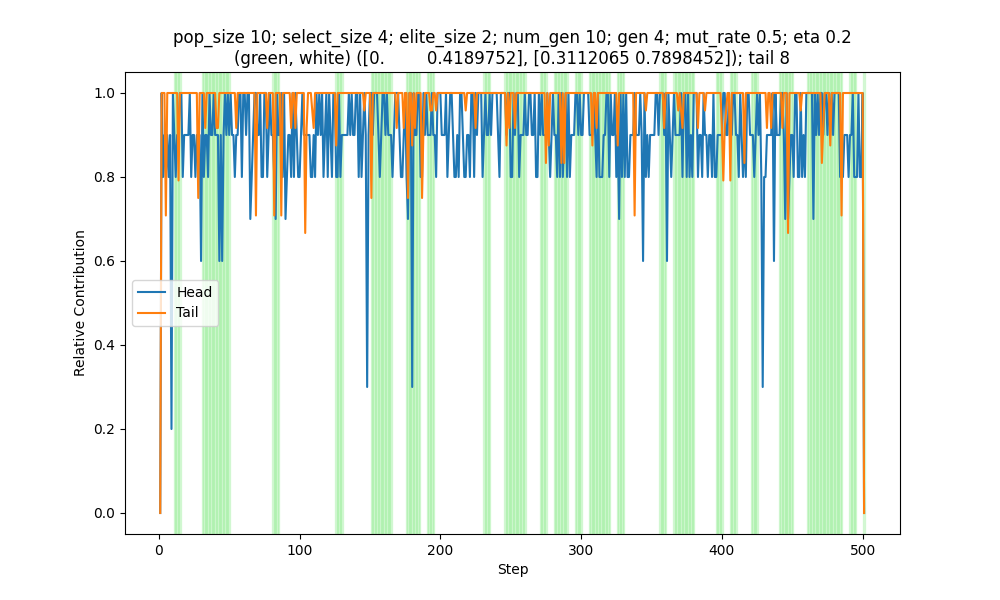 pop_size 10; select_size 4; elite_size 2; num_gen 10; gen 4; mut_rate 0.5; eta 0.2
(green, white) ([0.         0.4189752], [0.3112065 0.7898452]); tail 8
1.0
0.8
0.6
0.4
0.2
0.0
Relative Contribution
Head
Tail
0 100 200 300 400 500
Step